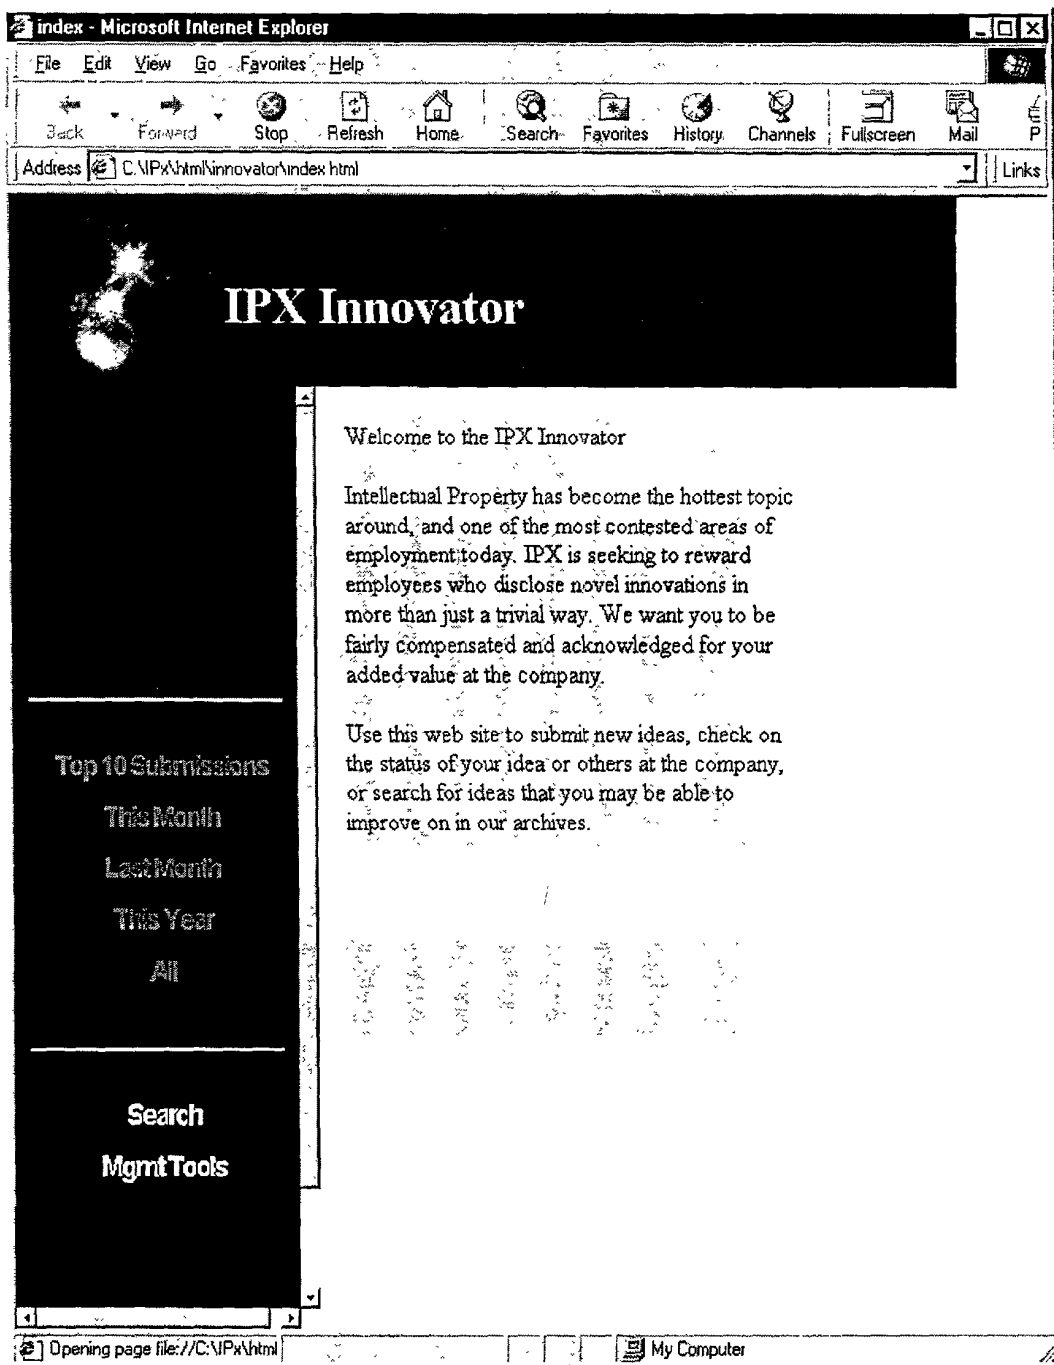 index - Microsoft Internet Explorer
File Edit View Go Favorites Help
Back Forward Stop Refresh Home Search Favorites History Channels Fullscreen Mail P
Address C:\IPx\html\innovator\index html Links
IPX Innovator
Welcome to the IPX Innovator
Intellectual Property has become the hottest topic
around, and one of the most contested areas of
employment today. IPX is seeking to reward
employees who disclose novel innovations in
more than just a trivial way. We want you to be
fairly compensated and acknowledged for your
added value at the company.
Use this web site to submit new ideas, check on
the status of your idea or others at the company,
or search for ideas that you may be able to
improve on in our archives.
Top 10 Submissions
This Month
Last Month
This Year
All
Search
Mgmt Tools
Opening page file://C:\IPx\html My Computer